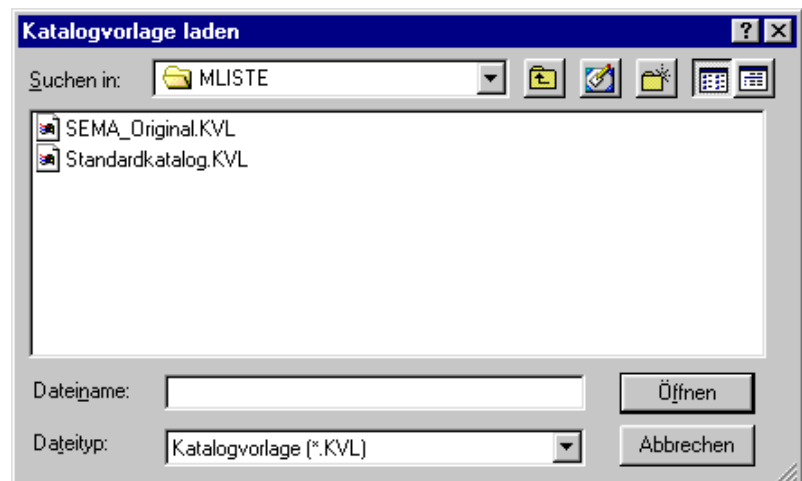 Katalogvorlage laden
Suchen in: MLISTE
SEMA_Original.KVL
Standardkatalog.KVL
Dateiname: Öffnen
Dateityp: Katalogvorlage (*.KVL) Abbrechen